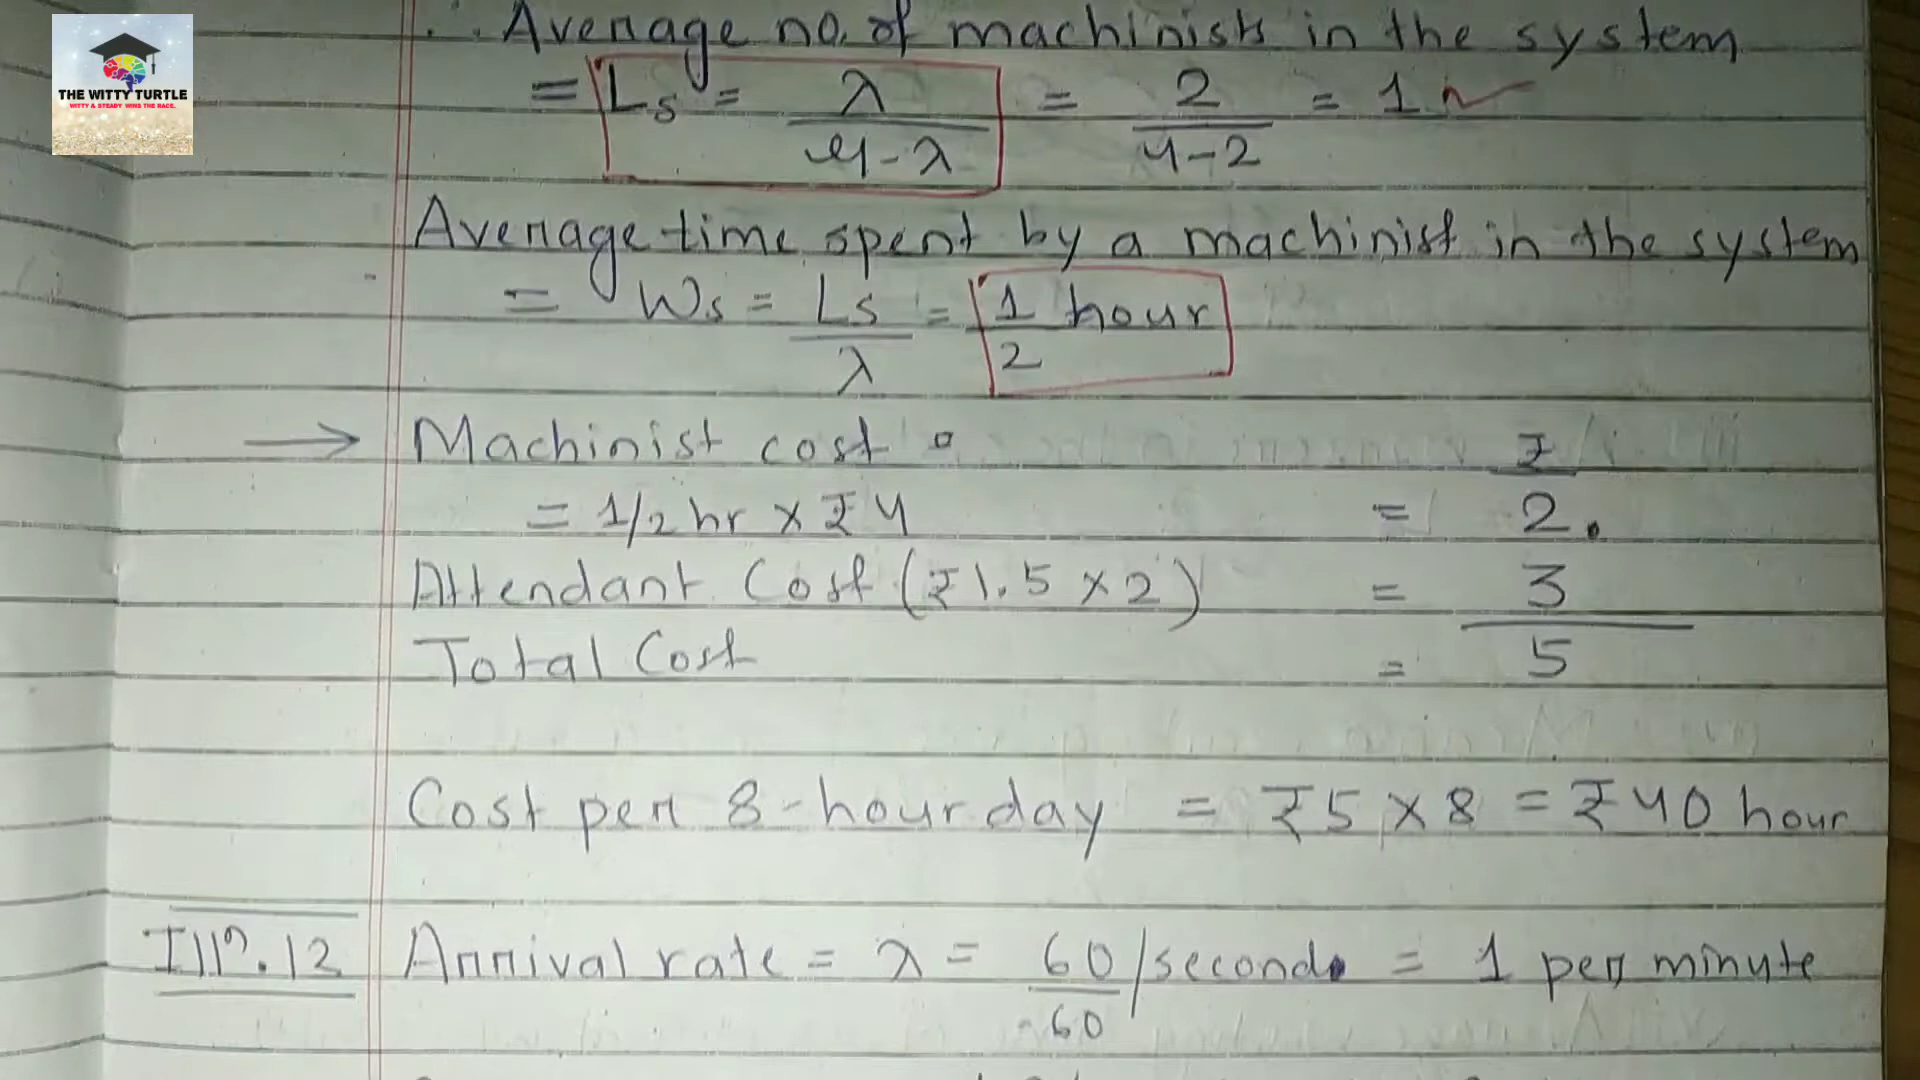 THE WITTY TURTLE
WITTY & STEADY WINS THE RACE.
∴ Average no. of machinists in the system
= Ls = λ/(μ-λ) = 2/(4-2) = 1
Average time spent by a machinist in the system
= Ws = Ls/λ = 1/2 hour
→ Machinist cost = ₹
= 1/2 hr × ₹4 = 2.
Attendant Cost (₹1.5 × 2) = 3
Total Cost = 5
Cost per 8-hour day = ₹5 × 8 = ₹40 hour
Illn. 12 Arrival rate = λ = 60/60 /seconds = 1 per minute